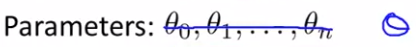 Parameters: θ₀, θ₁, . . . , θₙ